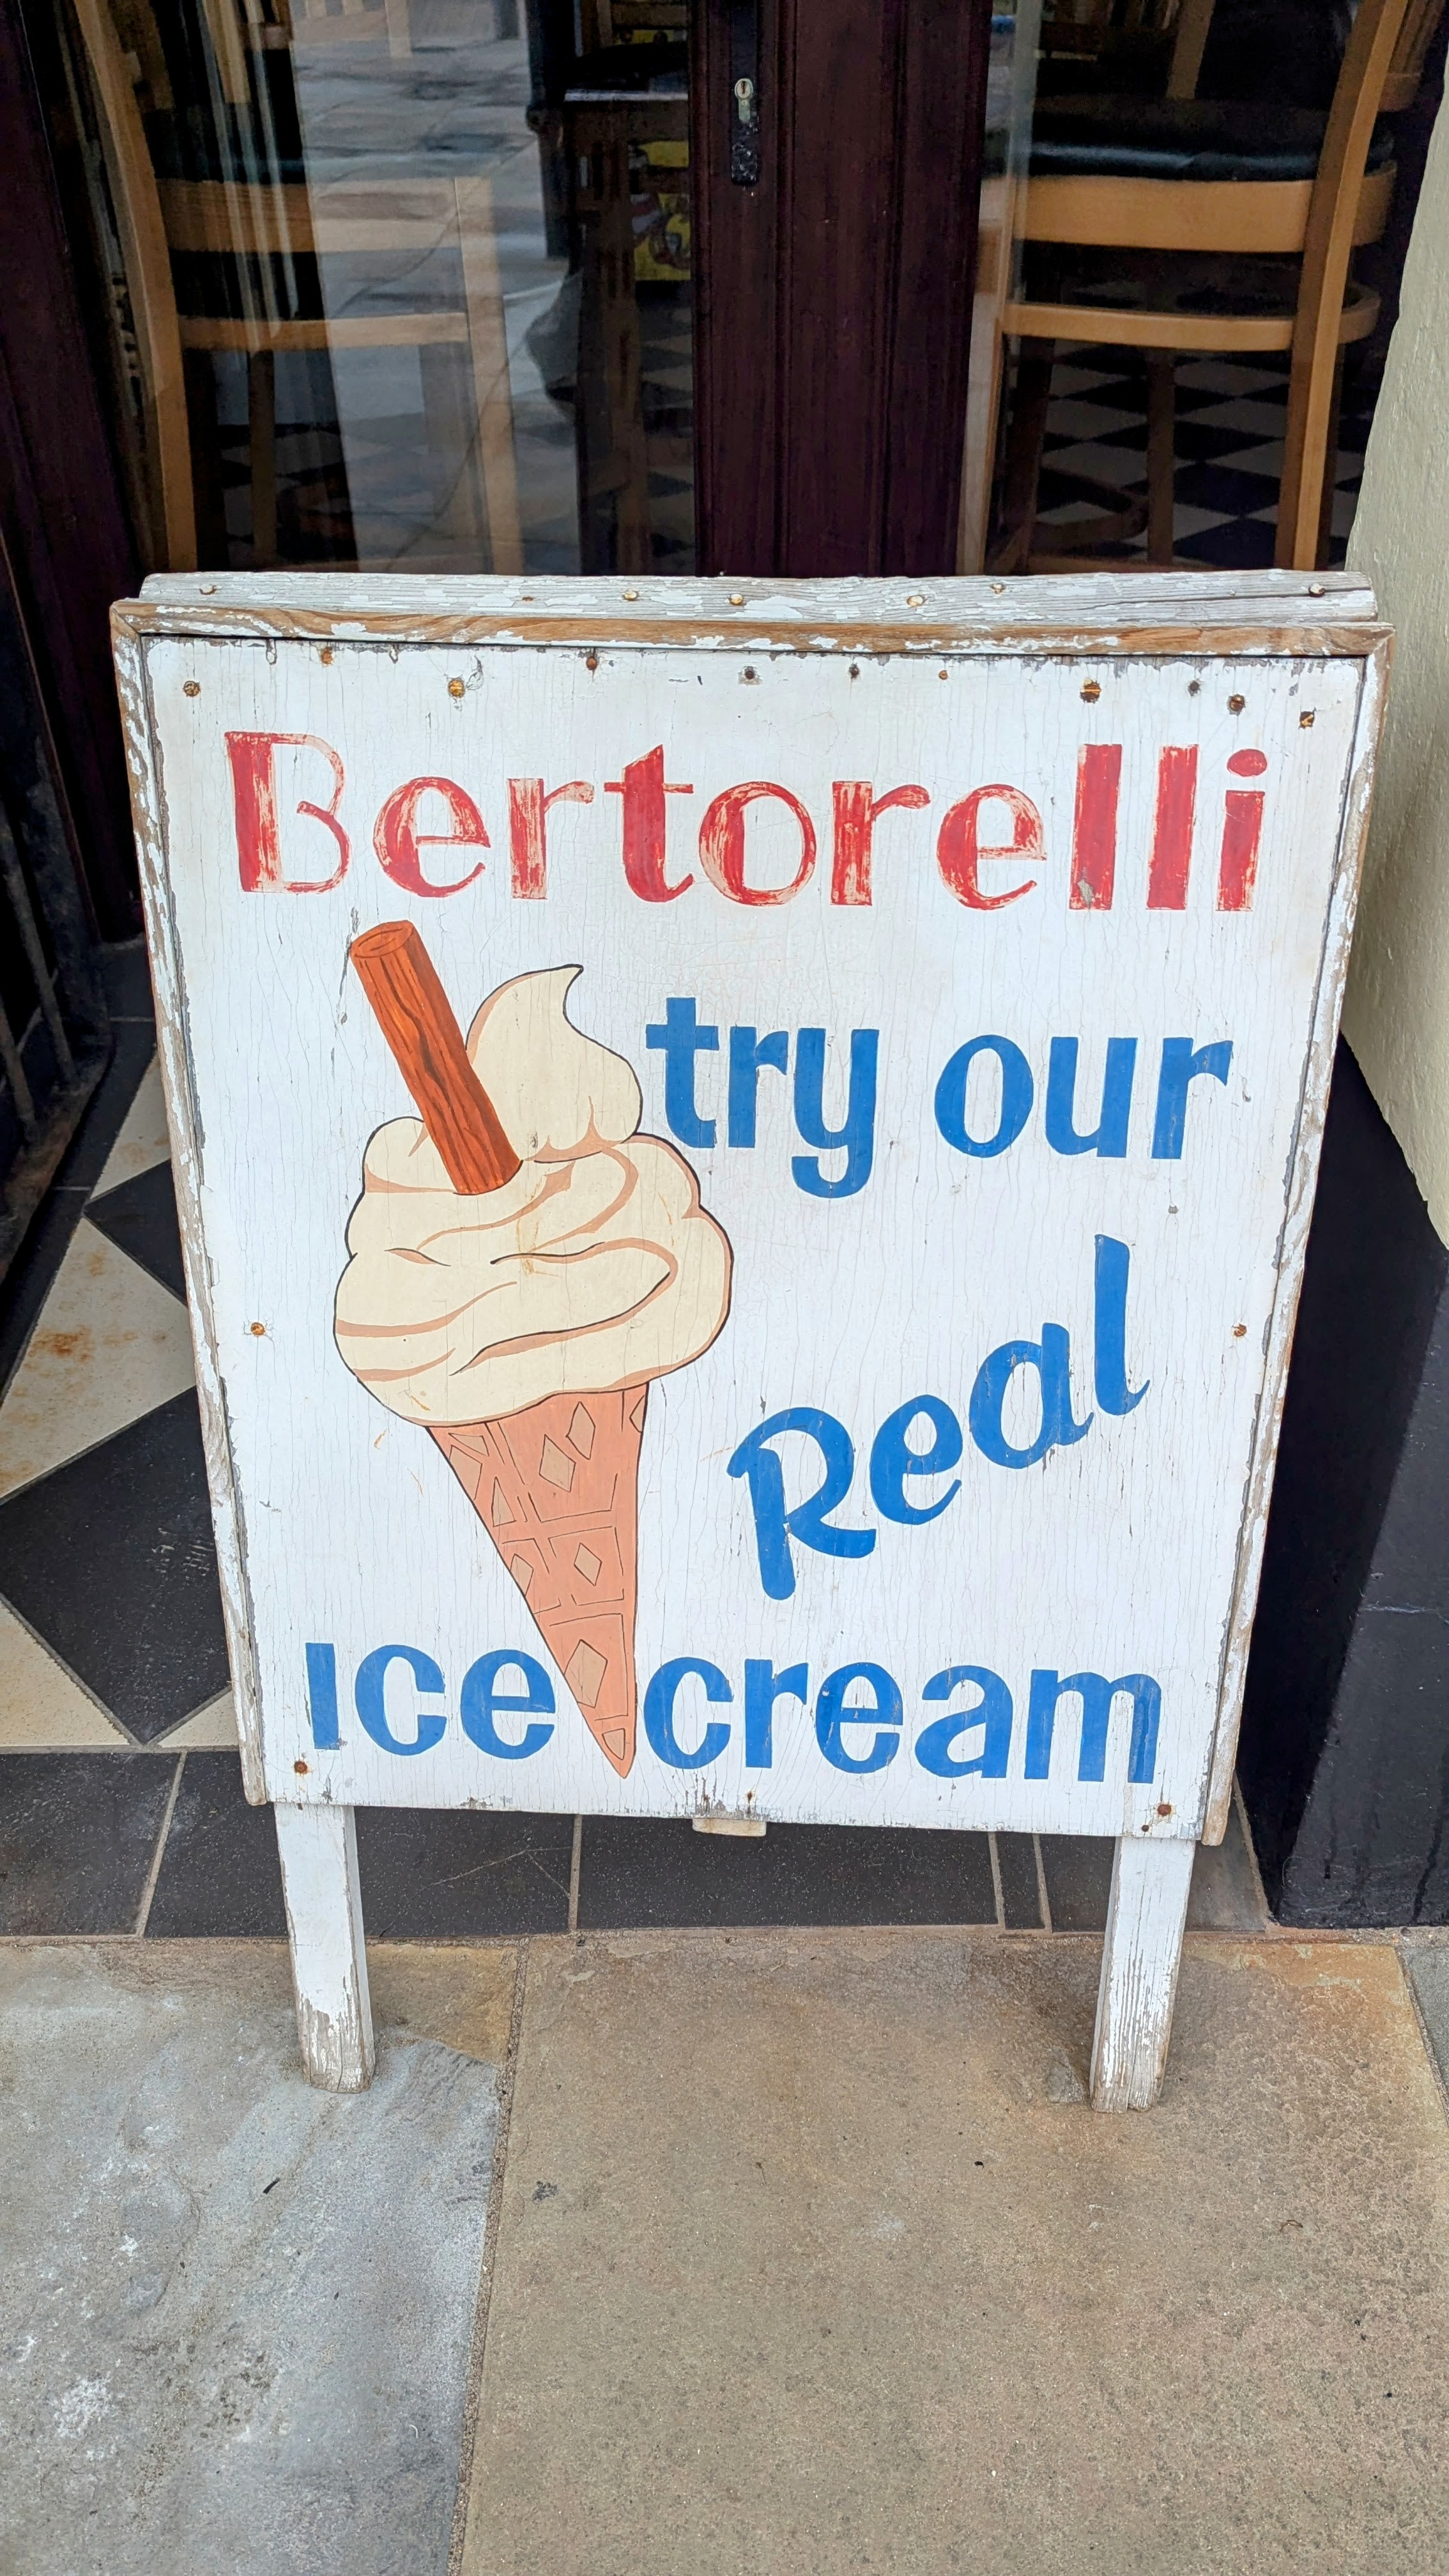 Bertorelli
try our
Real
Ice cream